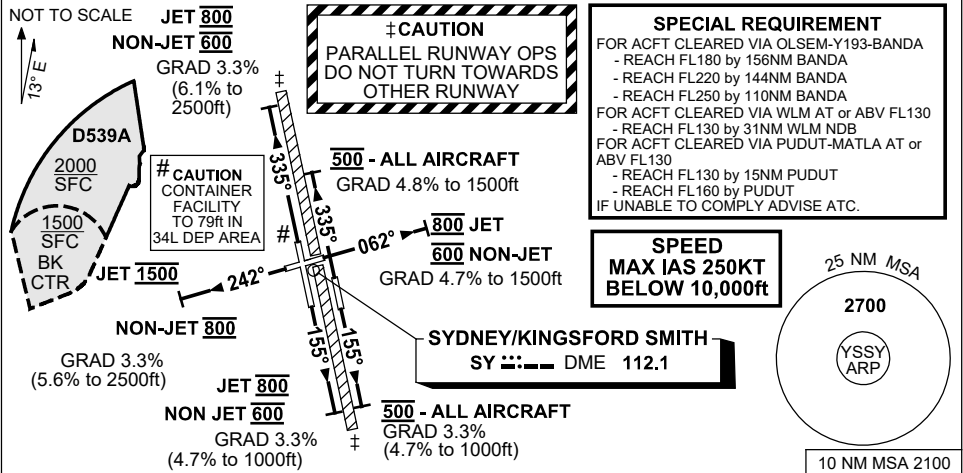 NOT TO SCALE
13° E
JET 800
NON-JET 600
GRAD 3.3%
(6.1% to
2500ft)
‡
‡CAUTION
PARALLEL RUNWAY OPS
DO NOT TURN TOWARDS
OTHER RUNWAY
SPECIAL REQUIREMENT
FOR ACFT CLEARED VIA OLSEM-Y193-BANDA
- REACH FL180 by 156NM BANDA
- REACH FL220 by 144NM BANDA
- REACH FL250 by 110NM BANDA
FOR ACFT CLEARED VIA WLM AT or ABV FL130
- REACH FL130 by 31NM WLM NDB
FOR ACFT CLEARED VIA PUDUT-MATLA AT or
ABV FL130
- REACH FL130 by 15NM PUDUT
- REACH FL160 by PUDUT
IF UNABLE TO COMPLY ADVISE ATC.
D539A
2000
SFC
1500
SFC
BK
CTR
# CAUTION
CONTAINER
FACILITY
TO 79ft IN
34L DEP AREA
#
335°
335°
500 - ALL AIRCRAFT
GRAD 4.8% to 1500ft
062°
800 JET
600 NON-JET
GRAD 4.7% to 1500ft
JET 1500
242°
NON-JET 800
GRAD 3.3%
(5.6% to 2500ft)
SPEED
MAX IAS 250KT
BELOW 10,000ft
SYDNEY/KINGSFORD SMITH
SY DME 112.1
155°
155°
JET 800
NON JET 600
GRAD 3.3%
(4.7% to 1000ft)
‡
500 - ALL AIRCRAFT
GRAD 3.3%
(4.7% to 1000ft)
25 NM MSA
2700
YSSY
ARP
10 NM MSA 2100